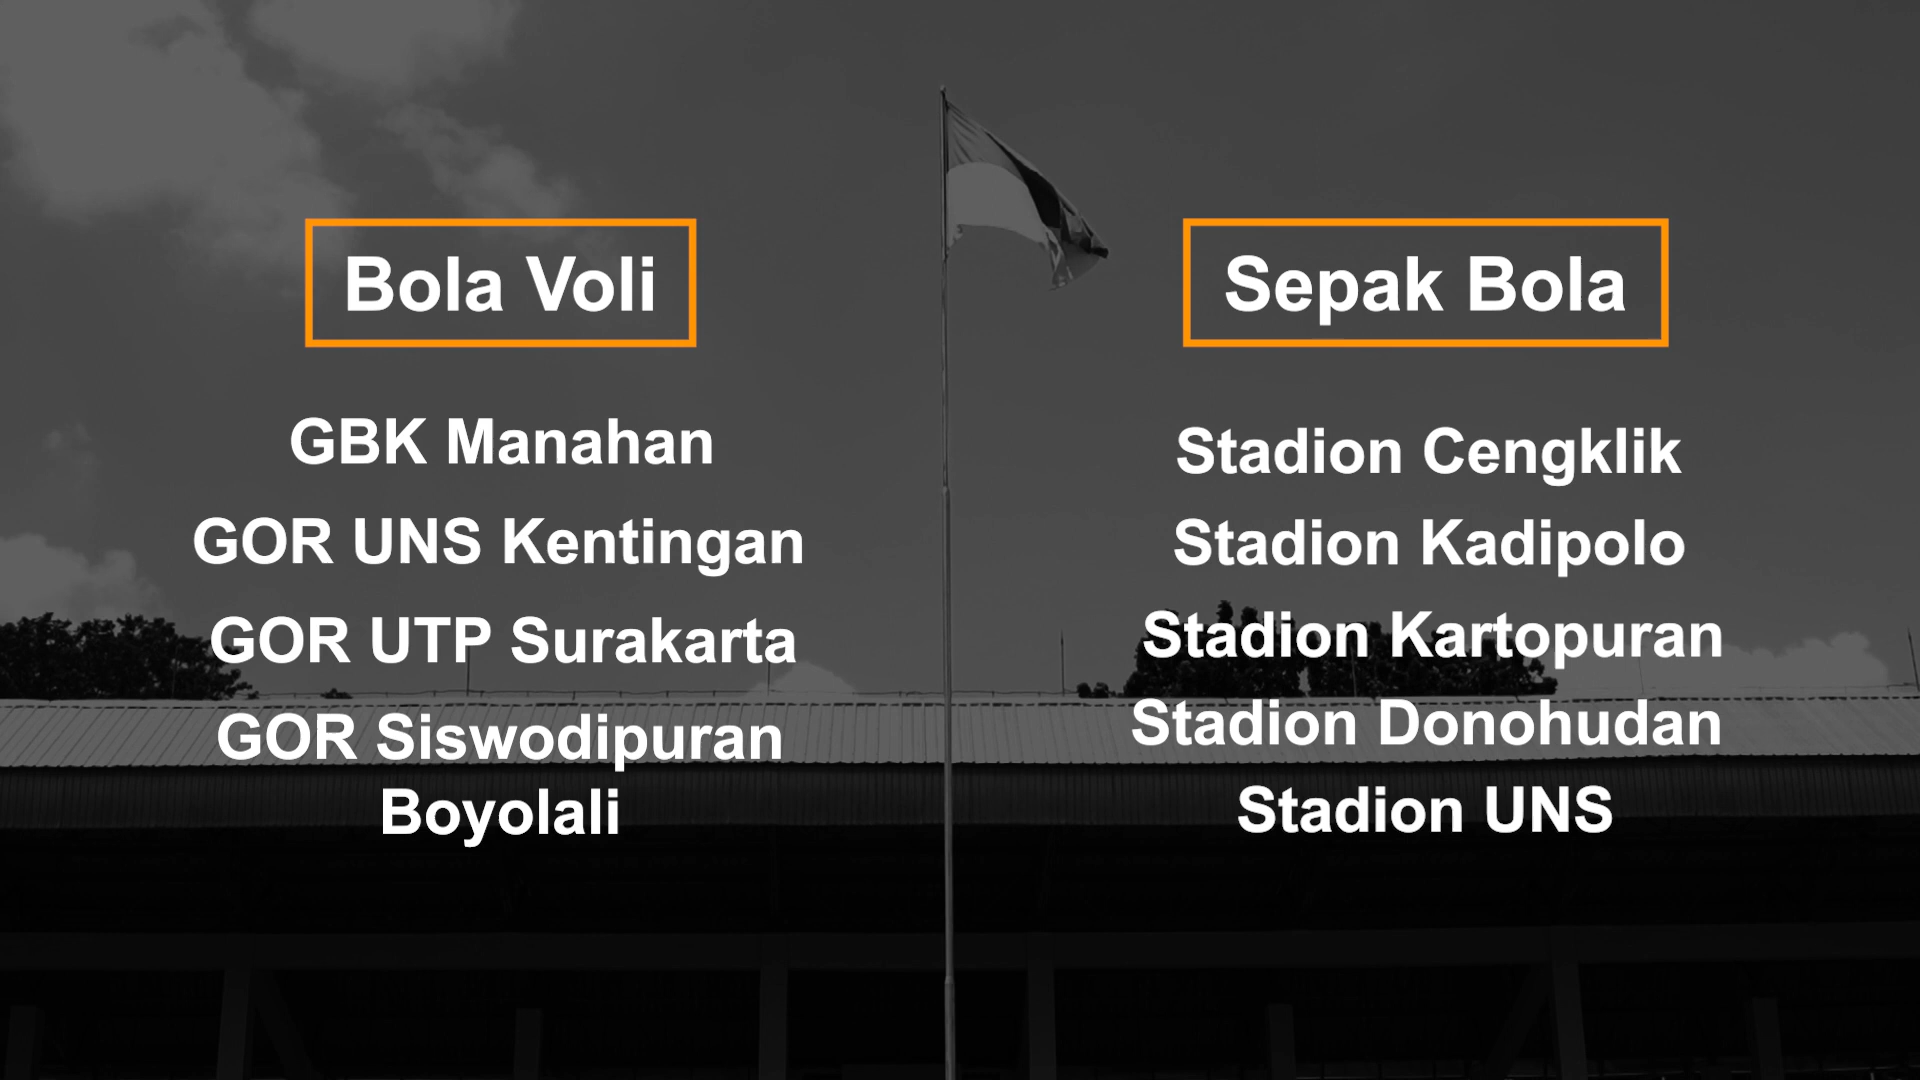 Bola Voli
GBK Manahan
GOR UNS Kentingan
GOR UTP Surakarta
GOR Siswodipuran
Boyolali
Sepak Bola
Stadion Cengklik
Stadion Kadipolo
Stadion Kartopuran
Stadion Donohudan
Stadion UNS